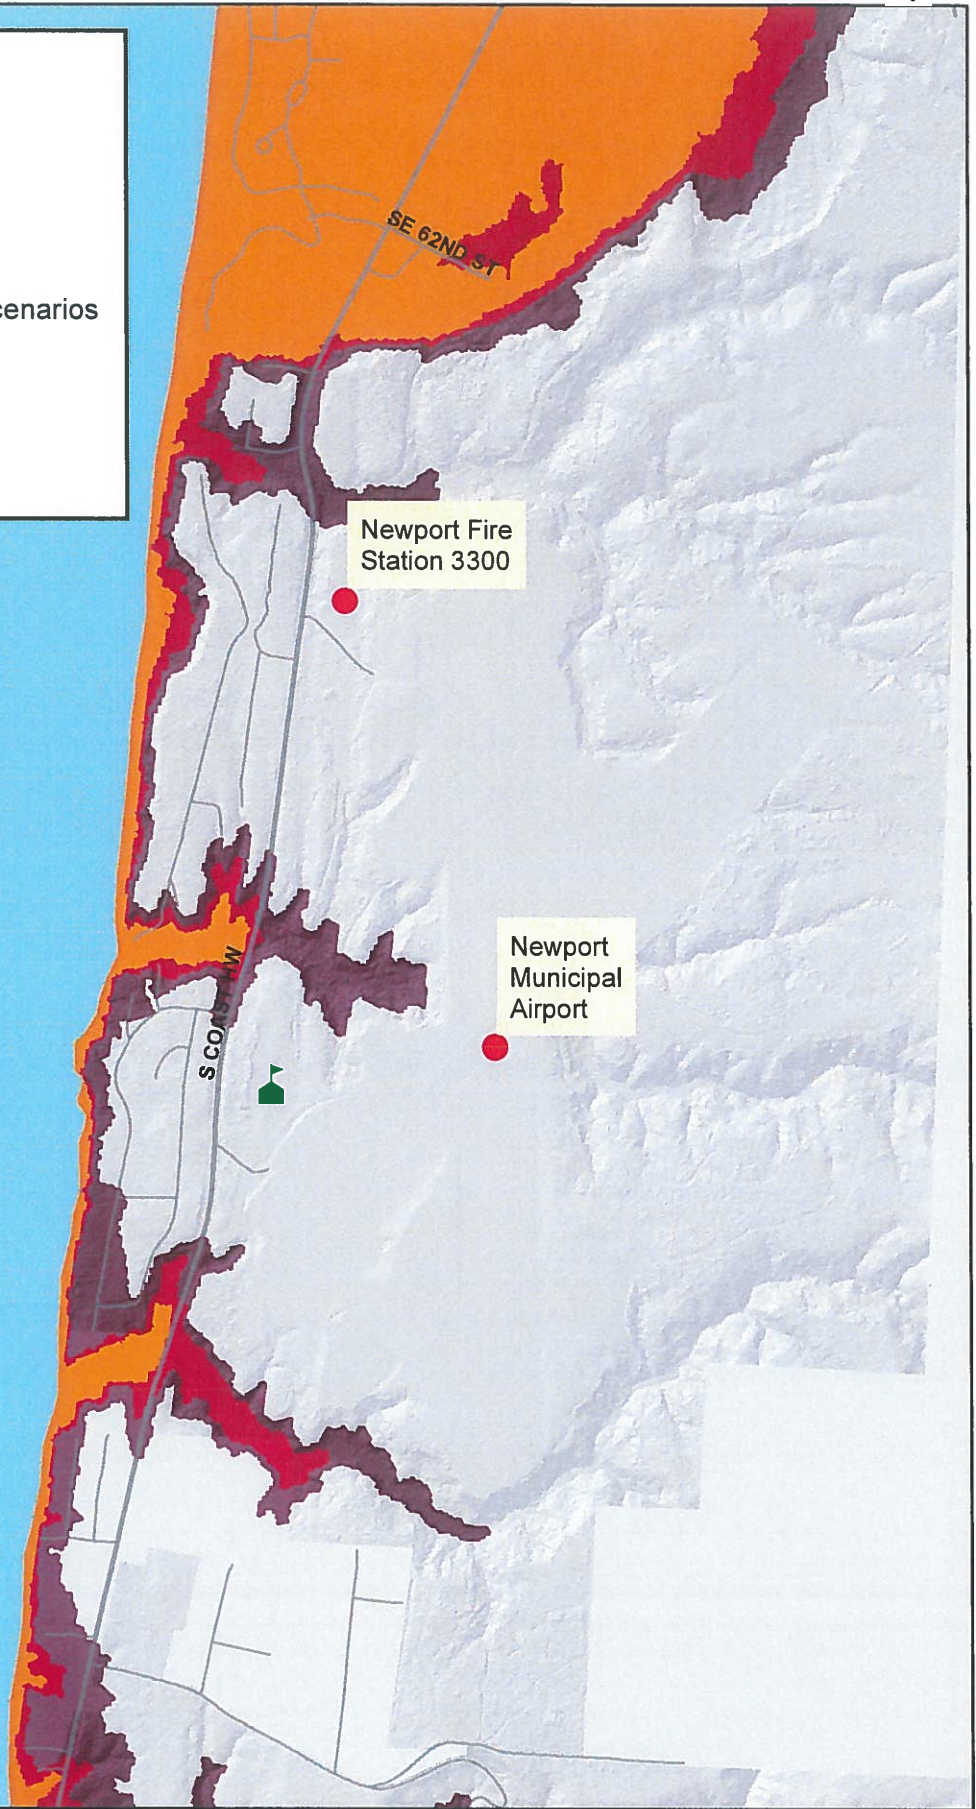 SE 62ND ST
cenarios
Newport Fire
Station 3300
Newport
Municipal
Airport
S COAST HW